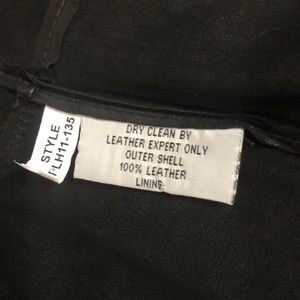 STYLE
PLH11-135
DRY CLEAN BY
LEATHER EXPERT ONLY
OUTER SHELL
100% LEATHER
LINING: